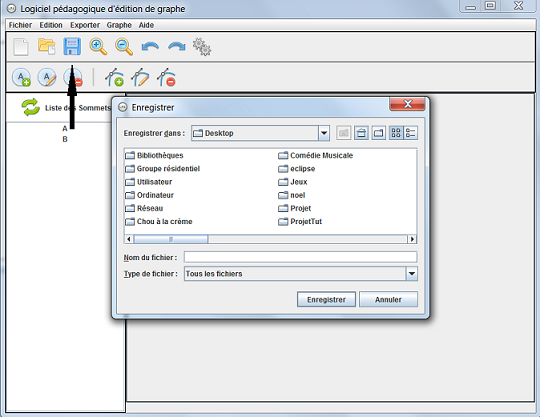 Logiciel pédagogique d'édition de graphe
Fichier Edition Exporter Graphe Aide
A A A
Liste des Sommets
A
B
Enregistrer
Enregistrer dans : Desktop
Bibliothèques Comédie Musicale
Groupe résidentiel eclipse
Utilisateur Jeux
Ordinateur noel
Réseau Projet
Chou à la crème ProjetTut
Nom du fichier :
Type de fichier : Tous les fichiers
Enregistrer Annuler